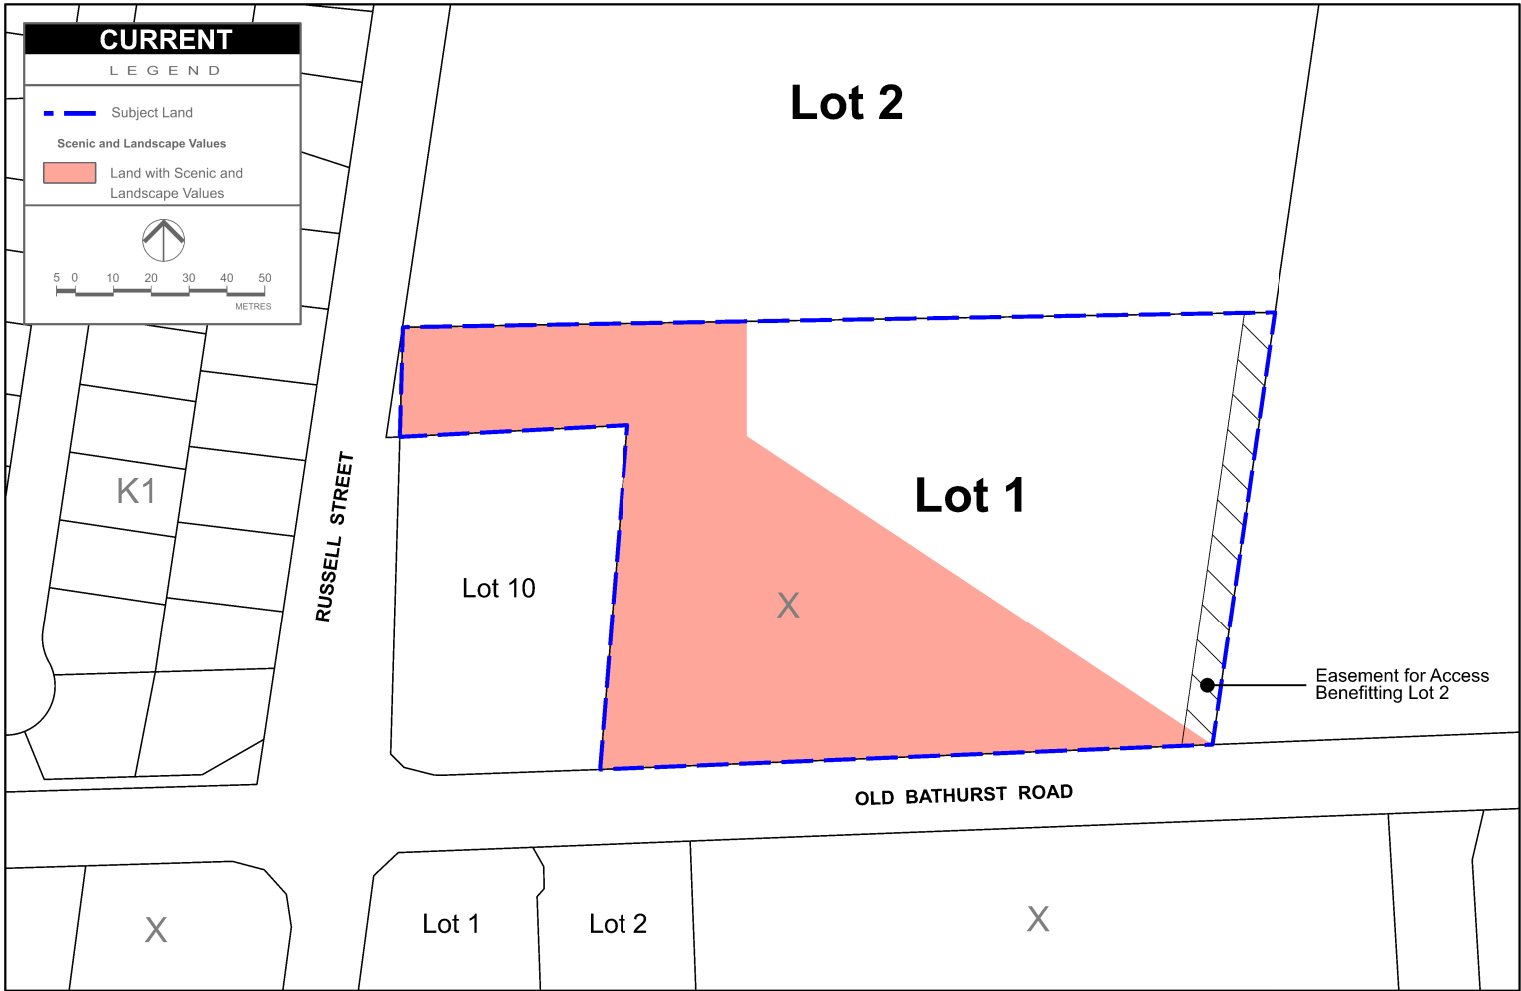 CURRENT
LEGEND
Subject Land
Scenic and Landscape Values
Land with Scenic and
Landscape Values
5 0 10 20 30 40 50
METRES
Lot 2
Lot 1
K1
RUSSELL STREET
Lot 10
X
Easement for Access
Benefitting Lot 2
OLD BATHURST ROAD
X
Lot 1
Lot 2
X